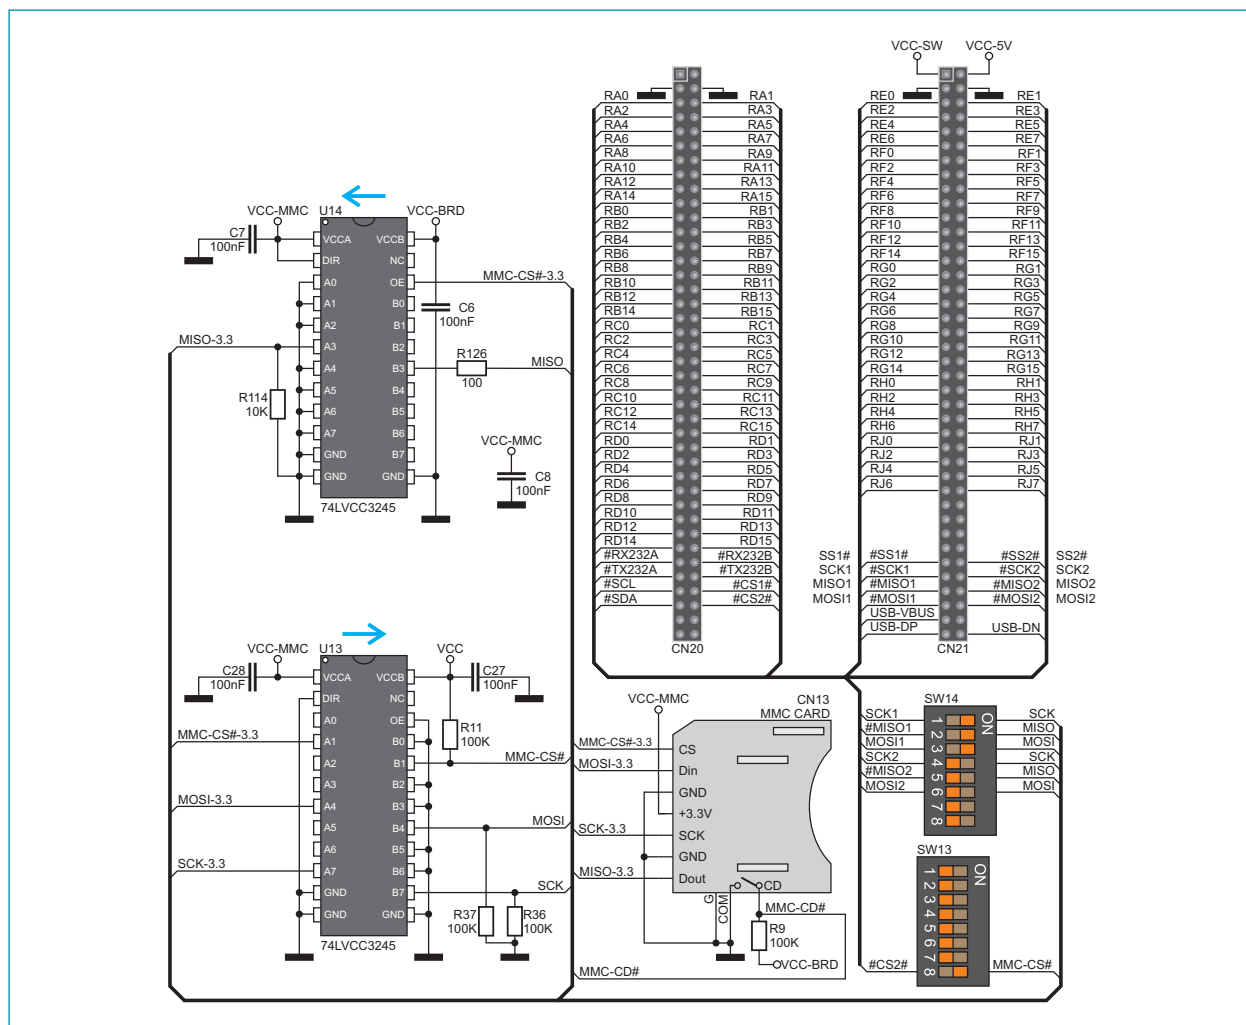 VCC-SW VCC-5V
RA0 RA1
RA2 RA3
RA4 RA5
RA6 RA7
RA8 RA9
RA10 RA11
RA12 RA13
RA14 RA15
RB0 RB1
RB2 RB3
RB4 RB5
RB6 RB7
RB8 RB9
RB10 RB11
RB12 RB13
RB14 RB15
RC0 RC1
RC2 RC3
RC4 RC5
RC6 RC7
RC8 RC9
RC10 RC11
RC12 RC13
RC14 RC15
RD0 RD1
RD2 RD3
RD4 RD5
RD6 RD7
RD8 RD9
RD10 RD11
RD12 RD13
RD14 RD15
#RX232A #RX232B
#TX232A #TX232B
#SCL #CS1#
#SDA #CS2#
CN20
RE0 RE1
RE2 RE3
RE4 RE5
RE6 RE7
RF0 RF1
RF2 RF3
RF4 RF5
RF6 RF7
RF8 RF9
RF10 RF11
RF12 RF13
RF14 RF15
RG0 RG1
RG2 RG3
RG4 RG5
RG6 RG7
RG8 RG9
RG10 RG11
RG12 RG13
RG14 RG15
RH0 RH1
RH2 RH3
RH4 RH5
RH6 RH7
RJ0 RJ1
RJ2 RJ3
RJ4 RJ5
RJ6 RJ7
SS1# #SS1# #SS2# SS2#
SCK1 #SCK1 #SCK2 SCK2
MISO1 #MISO1 #MISO2 MISO2
MOSI1 #MOSI1 #MOSI2 MOSI2
USB-VBUS
USB-DP USB-DN
CN21
VCC-MMC U14 VCC-BRD
C7
100nF
VCCA VCCB
DIR NC
A0 OE MMC-CS#-3.3
A1 B0
C6
100nF
A2 B1
MISO-3.3 A3 B2
A4 B3 R126 MISO
100
A5 B4
R114
10K
A6 B5
A7 B6
GND B7
GND GND
74LVCC3245
VCC-MMC
C8
100nF
VCC-MMC U13 VCC
C28
100nF
C27
100nF
VCCA VCCB
DIR NC
A0 OE
R11
100K
MMC-CS#-3.3 A1 B0
A2 B1 MMC-CS#
A3 B2
MOSI-3.3 A4 B3
A5 B4 MOSI
A6 B5
SCK-3.3 A7 B6
GND B7 SCK
GND GND
R37
100K
R36
100K
74LVCC3245
VCC-MMC CN13
MMC CARD
MMC-CS#-3.3 CS
MOSI-3.3 Din
GND
+3.3V
SCK-3.3 SCK
GND
MISO-3.3 Dout
G COM CD
MMC-CD#
R9
100K
VCC-BRD
MMC-CD#
SW14
ON
SCK1 1 SCK
#MISO1 2 MISO
MOSI1 3 MOSI
SCK2 4 SCK
#MISO2 5 MISO
MOSI2 6 MOSI
7
8
SW13
ON
1
2
3
4
5
6
7
#CS2# 8 MMC-CS#